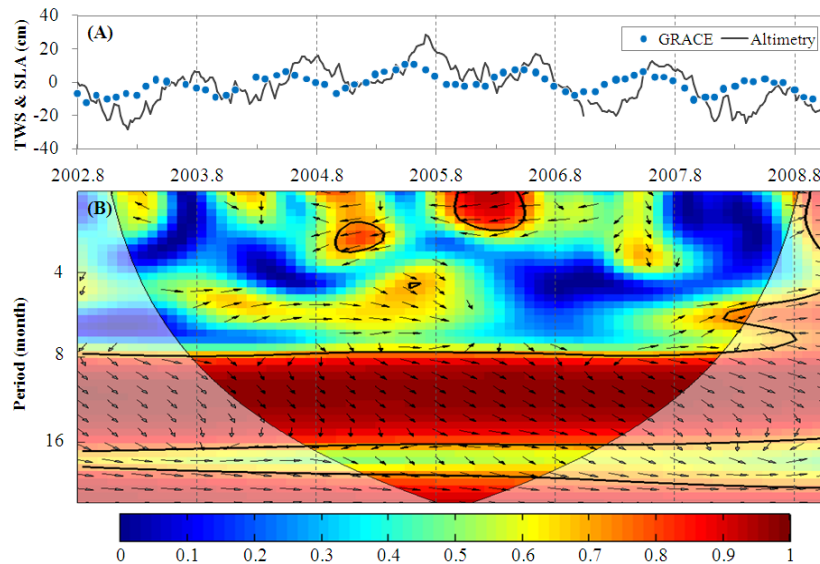 40
(A)
GRACE Altimetry
20
0
-20
-40
TWS & SLA (cm)
2002.8 2003.8 2004.8 2005.8 2006.8 2007.8 2008.8
(B)
4
8
16
Period (month)
0 0.1 0.2 0.3 0.4 0.5 0.6 0.7 0.8 0.9 1